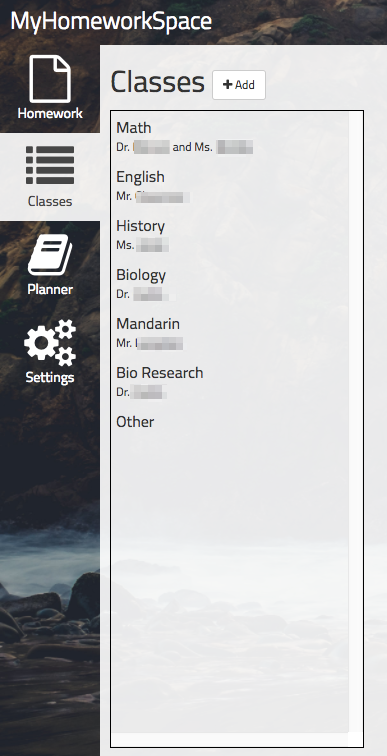 MyHomeworkSpace
Homework
Classes
Planner
Settings
Classes
+ Add
Math
Dr. and Ms.
English
Mr.
History
Ms.
Biology
Dr.
Mandarin
Mr.
Bio Research
Dr.
Other